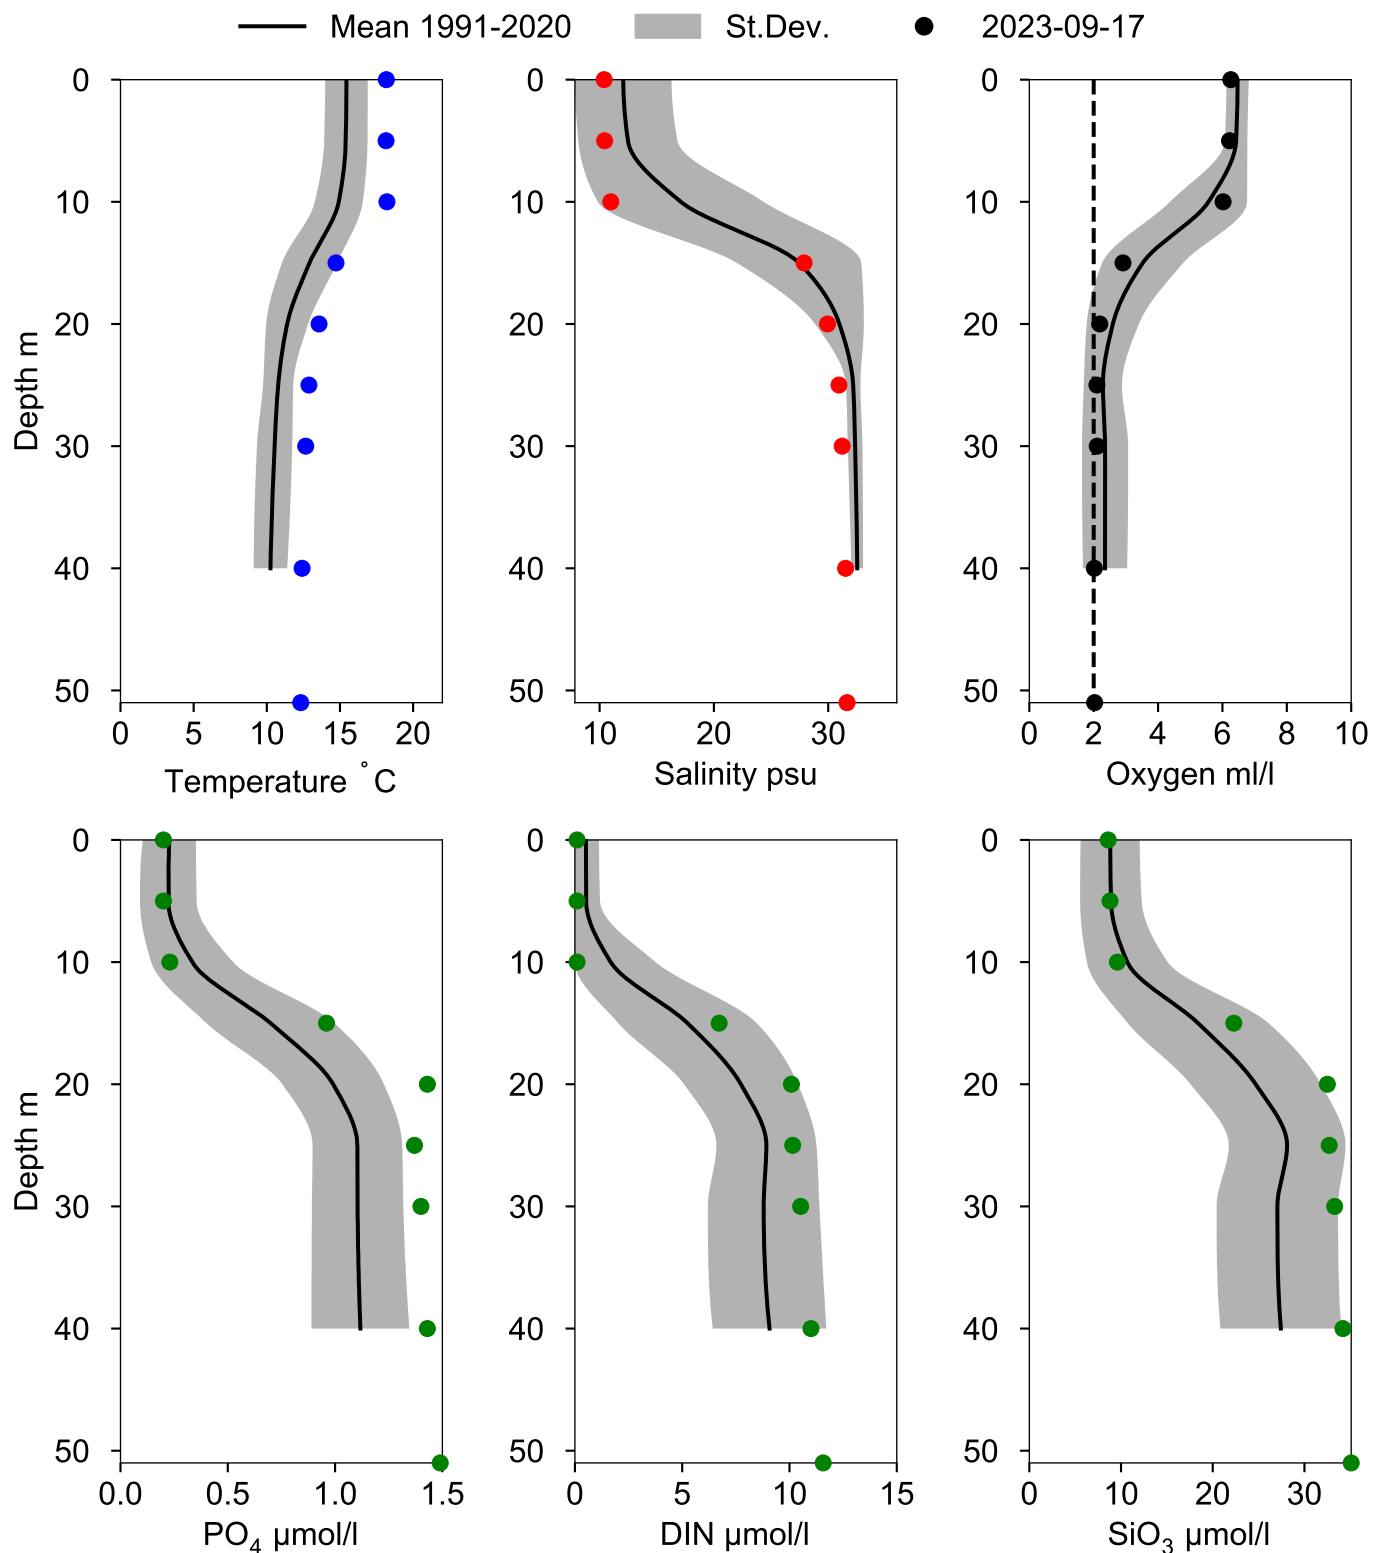 Mean 1991-2020 St.Dev. 2023-09-17
0 0 0
10 10 10
20 20 20
Depth m
30 30 30
40 40 40
50 50 50
0 5 10 15 20 10 20 30 0 2 4 6 8 10
Temperature °C Salinity psu Oxygen ml/l
0 0 0
10 10 10
20 20 20
Depth m
30 30 30
40 40 40
50 50 50
0.0 0.5 1.0 1.5 0 5 10 15 0 10 20 30
PO₄ µmol/l DIN µmol/l SiO₃ µmol/l